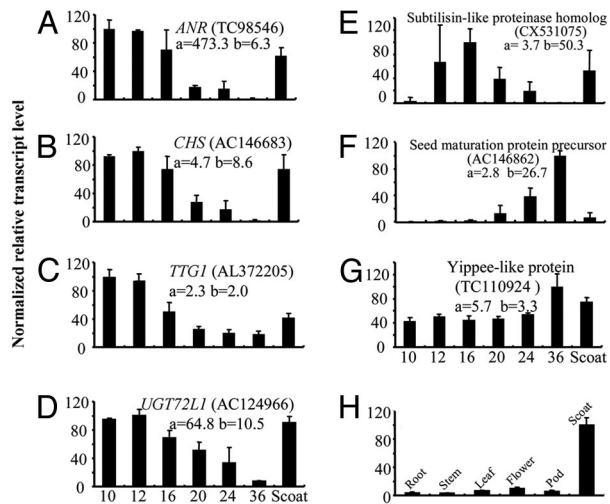 Normalized relative transcript level
A
ANR (TC98546)
a=473.3 b=6.3
120
80
40
0
B
CHS (AC146683)
a=4.7 b=8.6
120
80
40
0
C
TTG1 (AL372205)
a=2.3 b=2.0
120
80
40
0
D
UGT72L1 (AC124966)
a=64.8 b=10.5
120
80
40
0
10 12 16 20 24 36 Scoat
E
Subtilisin-like proteinase homolog
(CX531075)
a= 3.7 b=50.3
120
80
40
0
F
Seed maturation protein precursor
(AC146862)
a=2.8 b=26.7
120
80
40
0
G
Yippee-like protein
(TC110924 )
a=5.7 b=3.3
120
80
40
0
10 12 16 20 24 36 Scoat
H
120
80
40
0
Root Stem Leaf Flower Pod Scoat